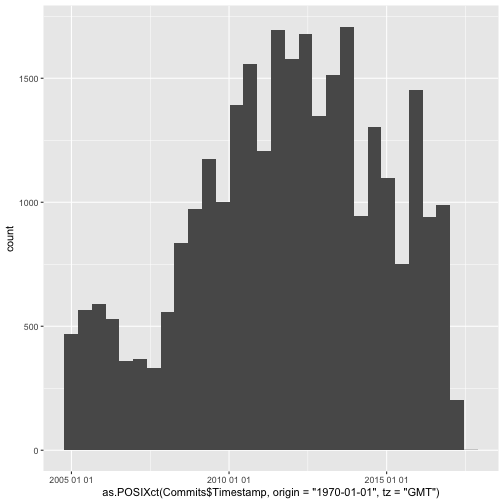 1500
1000
500
0
count
2005 01 01
2010 01 01
2015 01 01
as.POSIXct(Commits$Timestamp, origin = "1970-01-01", tz = "GMT")